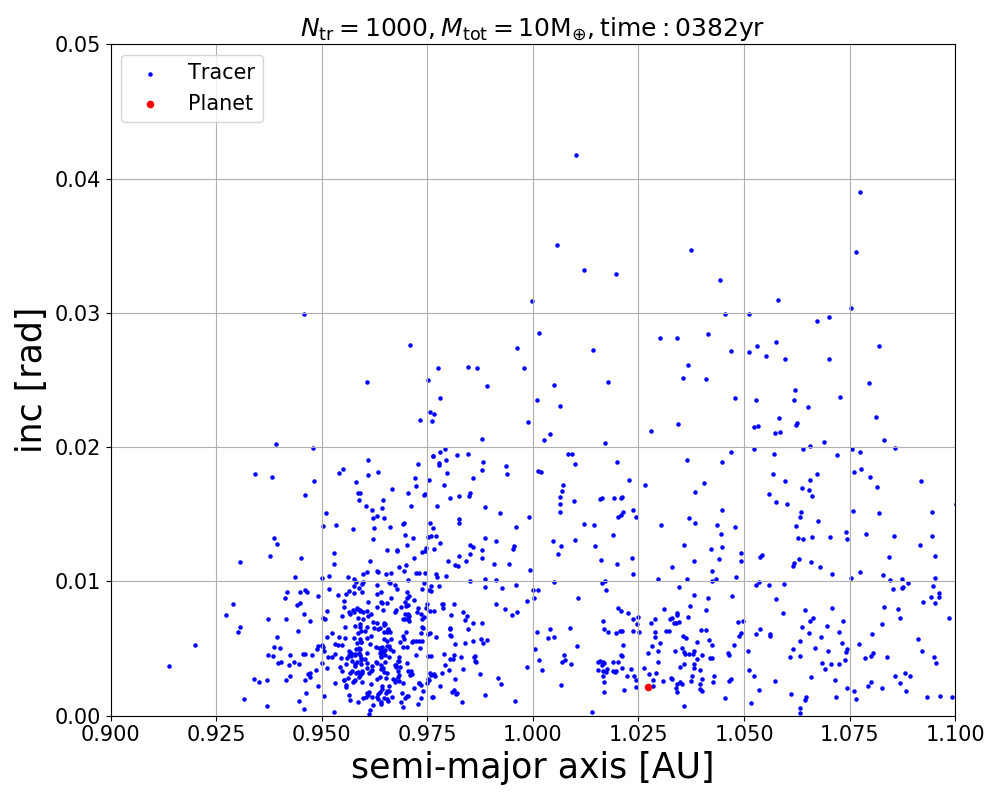 N_tr = 1000, M_tot = 10M_⊕, time : 0382yr
0.05
Tracer
Planet
0.04
0.03
inc [rad]
0.02
0.01
0.00
0.900 0.925 0.950 0.975 1.000 1.025 1.050 1.075 1.100
semi-major axis [AU]